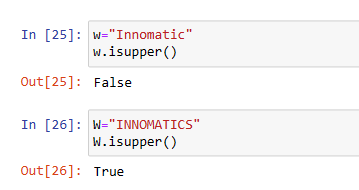 In [25]: w="Innomatic"
w.isupper()
Out[25]: False
In [26]: W="INNOMATICS"
W.isupper()
Out[26]: True